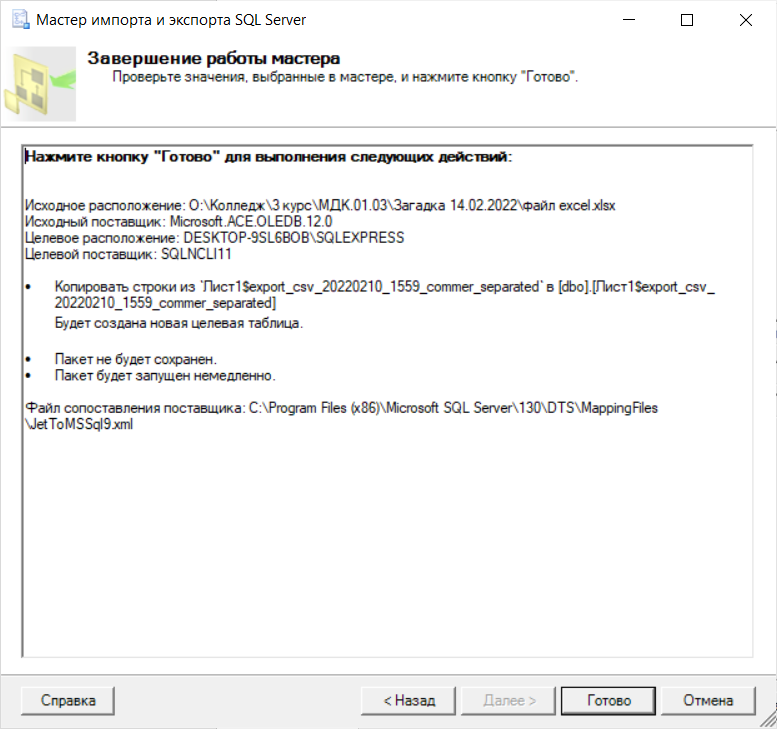 Мастер импорта и экспорта SQL Server
Завершение работы мастера
Проверьте значения, выбранные в мастере, и нажмите кнопку "Готово".
Нажмите кнопку "Готово" для выполнения следующих действий:
Исходное расположение: O:\Колледж\3 курс\МДК.01.03\Загадка 14.02.2022\файл excel.xlsx
Исходный поставщик: Microsoft.ACE.OLEDB.12.0
Целевое расположение: DESKTOP-9SL6BOB\SQLEXPRESS
Целевой поставщик: SQLNCLI11
• Копировать строки из `Лист1$export_csv_20220210_1559_commer_separated` в [dbo].[Лист1$export_csv_
20220210_1559_commer_separated]
Будет создана новая целевая таблица.
• Пакет не будет сохранен.
• Пакет будет запущен немедленно.
Файл сопоставления поставщика: C:\Program Files (x86)\Microsoft SQL Server\130\DTS\MappingFiles
\JetToMSSql9.xml
Справка
< Назад
Далее >
Готово
Отмена